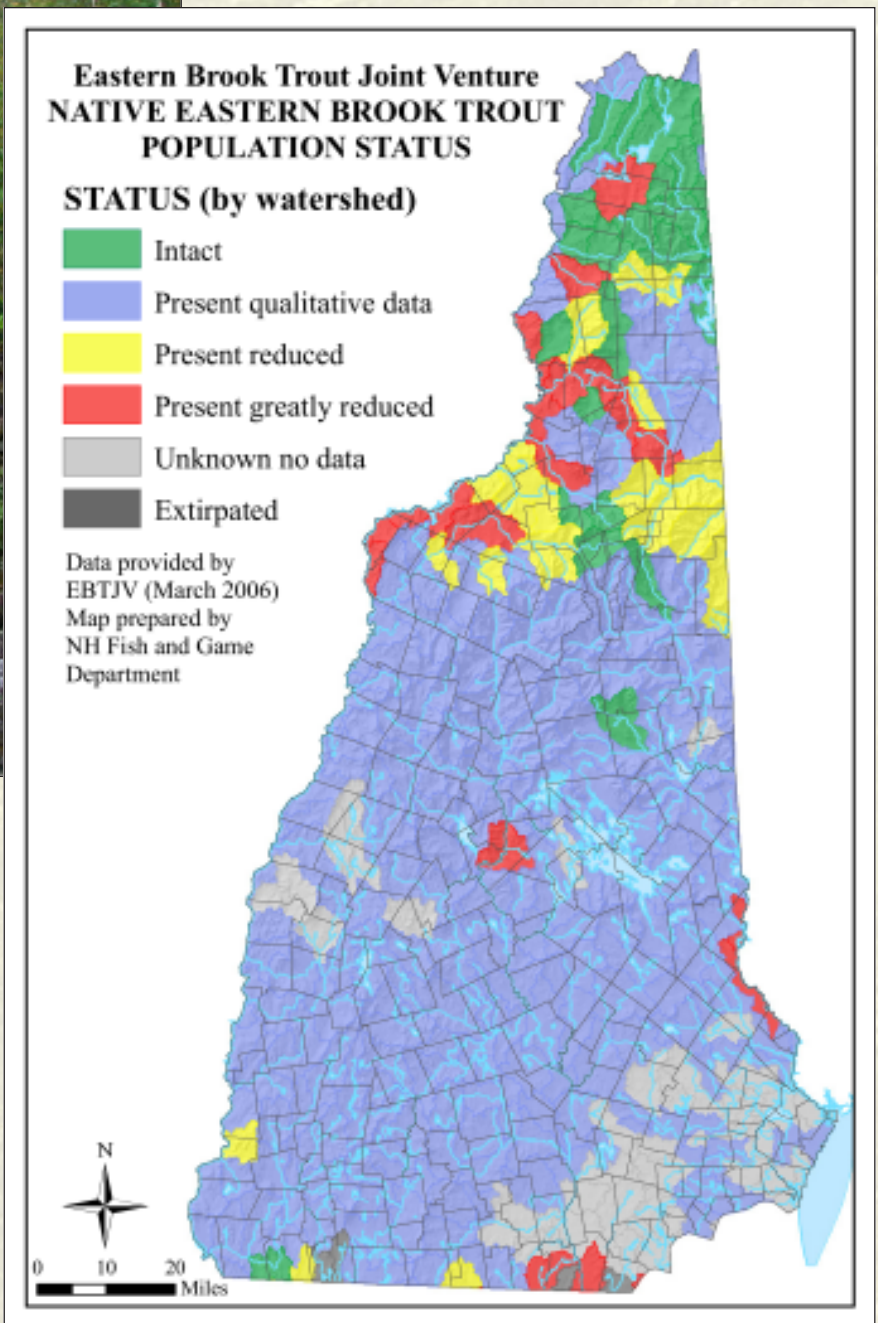 Eastern Brook Trout Joint Venture
NATIVE EASTERN BROOK TROUT
POPULATION STATUS
STATUS (by watershed)
Intact
Present qualitative data
Present reduced
Present greatly reduced
Unknown no data
Extirpated
Data provided by
EBTJV (March 2006)
Map prepared by
NH Fish and Game
Department
N
0 10 20
Miles